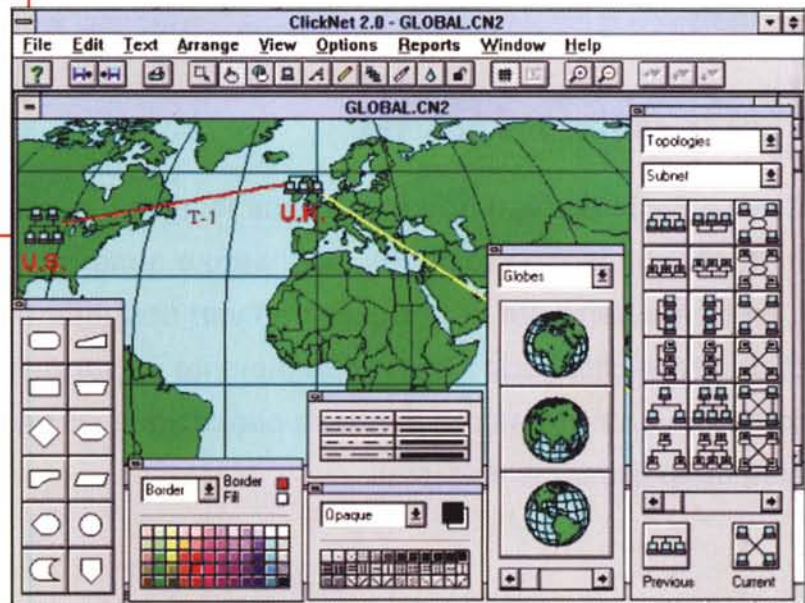 ClickNet 2.0 - GLOBAL.CN2
File Edit Text Arrange View Options Reports Window Help
GLOBAL.CN2
Topologies
Subnet
T-1
U.K.
U.S.
Globes
Border
Border
Fill
Opaque
Previous
Current